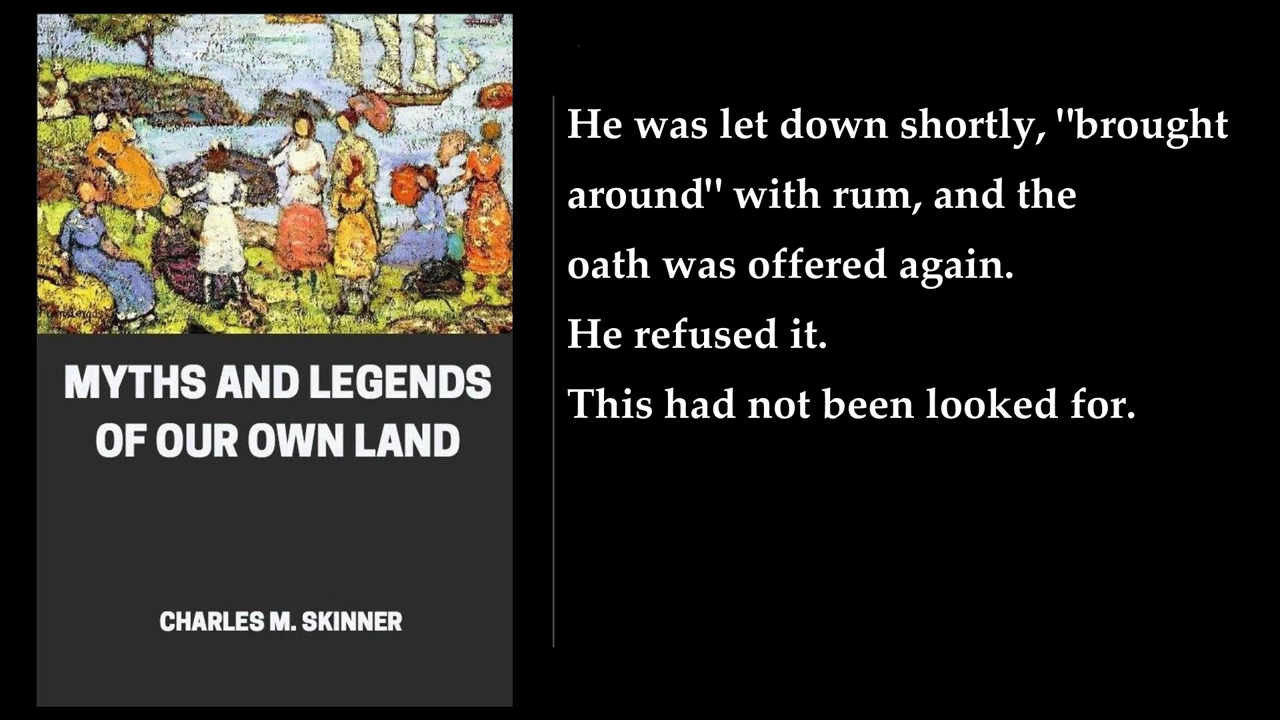 MYTHS AND LEGENDS
OF OUR OWN LAND
CHARLES M. SKINNER
He was let down shortly, "brought
around" with rum, and the
oath was offered again.
He refused it.
This had not been looked for.